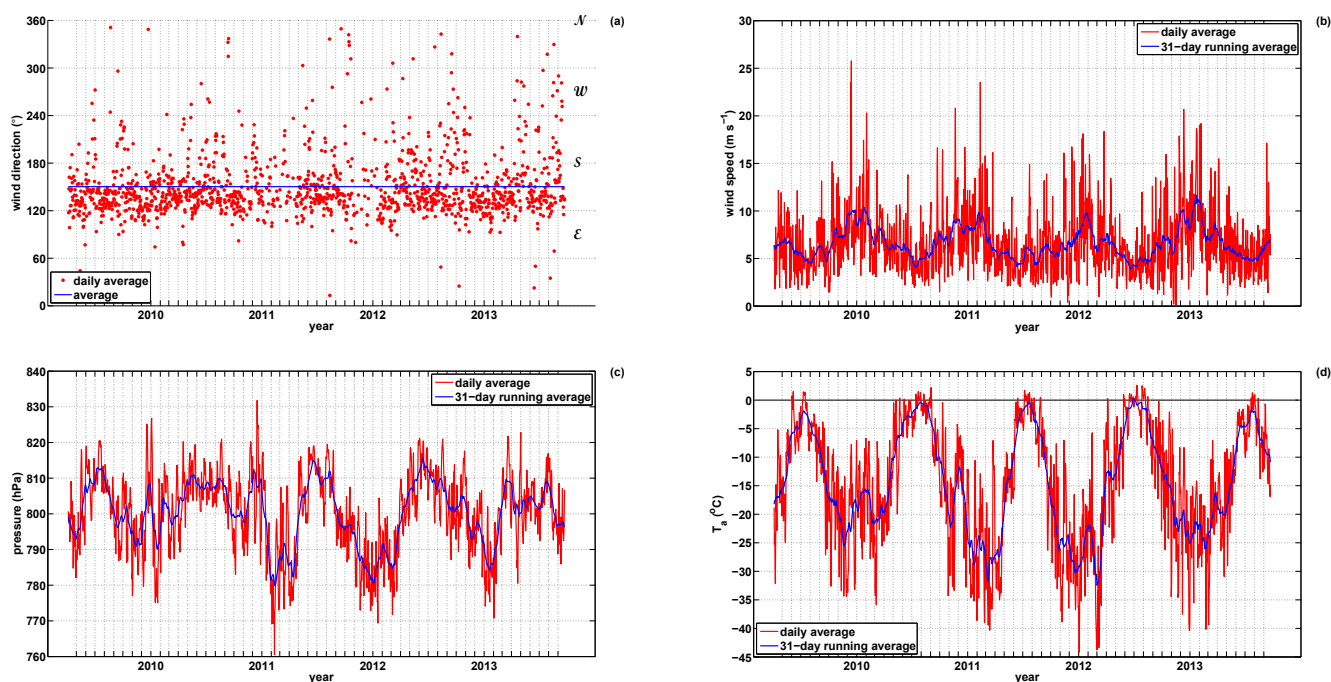 360
300
240
180
120
60
0
wind direction (°)
N
W
S
E
(a)
daily average
average
2010 2011 2012 2013
year
30
25
20
15
10
5
0
wind speed (m s⁻¹)
(b)
daily average
31−day running average
2010 2011 2012 2013
year
840
830
820
810
800
790
780
770
760
pressure (hPa)
(c)
daily average
31−day running average
2010 2011 2012 2013
year
5
0
−5
−10
−15
−20
−25
−30
−35
−40
−45
T_a (°C)
(d)
daily average
31−day running average
2010 2011 2012 2013
year